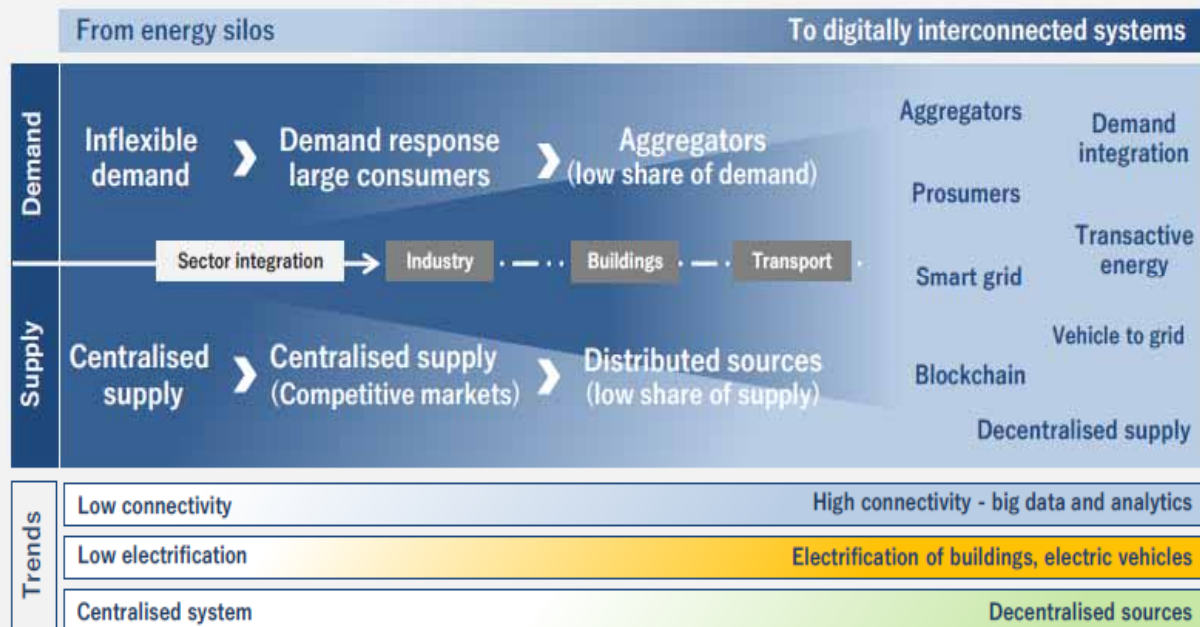 From energy silos
To digitally interconnected systems
Demand
Inflexible
demand
Demand response
large consumers
Aggregators
(low share of demand)
Aggregators
Demand
integration
Prosumers
Transactive
energy
Sector integration
Industry
Buildings
Transport
Smart grid
Vehicle to grid
Blockchain
Decentralised supply
Supply
Centralised
supply
Centralised supply
(Competitive markets)
Distributed sources
(low share of supply)
Trends
Low connectivity
High connectivity - big data and analytics
Low electrification
Electrification of buildings, electric vehicles
Centralised system
Decentralised sources